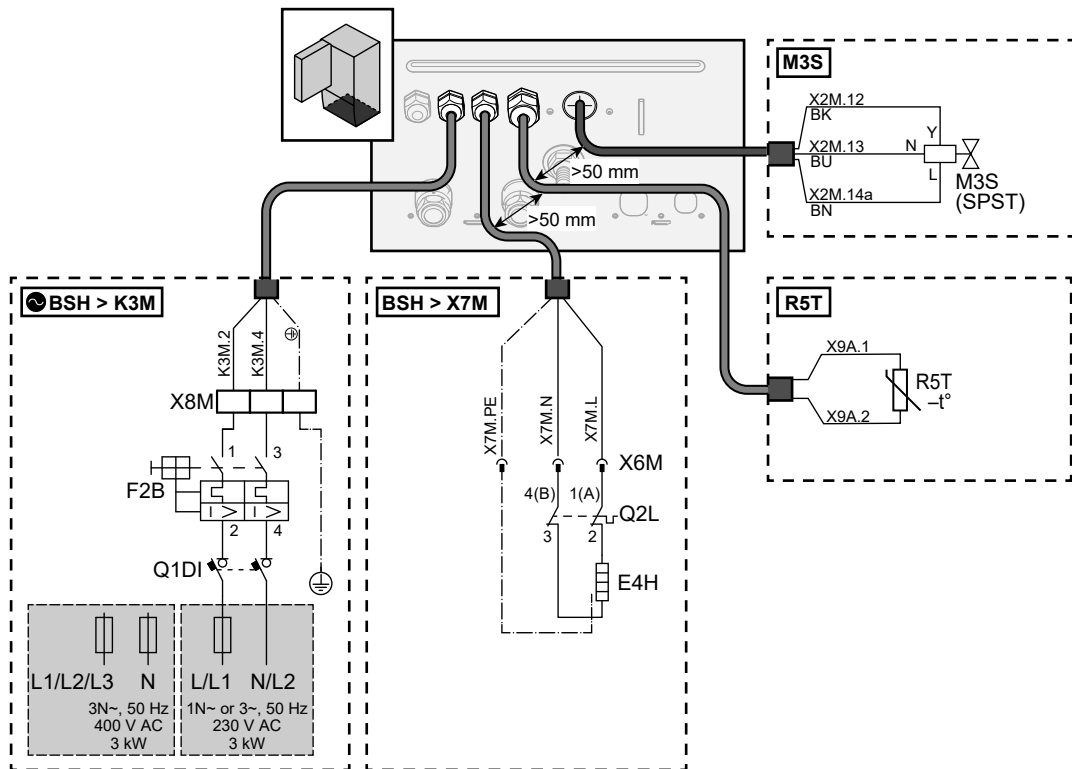 M3S
X2M.12
BK
X2M.13
BU
X2M.14a
BN
Y
N
L
M3S
(SPST)
>50 mm
>50 mm
BSH > K3M
K3M.2
K3M.4
X8M
1
3
F2B
I >
I >
2
4
Q1DI
L1/L2/L3
N
3N~, 50 Hz
400 V AC
3 kW
L/L1
N/L2
1N~ or 3~, 50 Hz
230 V AC
3 kW
BSH > X7M
X7M.PE
X7M.N
X7M.L
X6M
4(B)
1(A)
Q2L
3
2
E4H
R5T
X9A.1
R5T
–t°
X9A.2